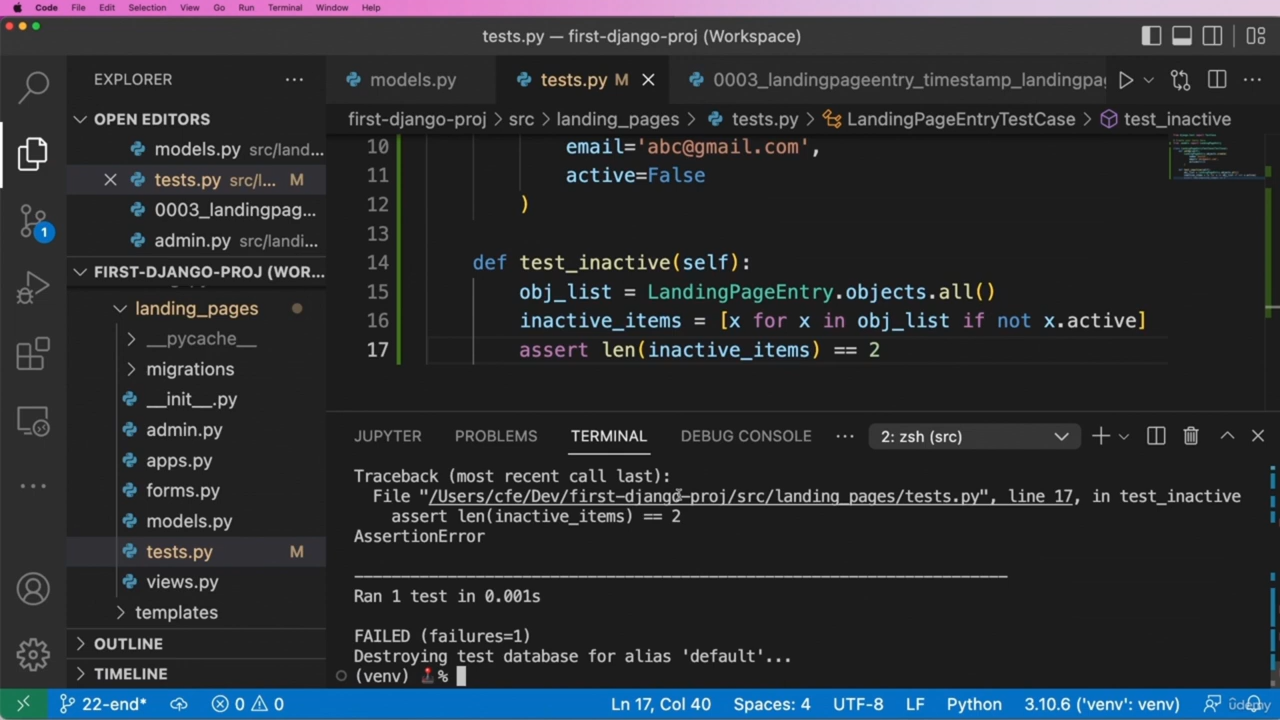 Code File Edit Selection View Go Run Terminal Window Help
tests.py — first-django-proj (Workspace)
EXPLORER
models.py
tests.py M
0003_landingpageentry_timestamp_landingpag
OPEN EDITORS
first-django-proj > src > landing_pages > tests.py > LandingPageEntryTestCase > test_inactive
models.py src/land...
tests.py src/l... M
0003_landingpag...
admin.py src/landi...
FIRST-DJANGO-PROJ (WOR...
landing_pages
__pycache__
migrations
__init__.py
admin.py
apps.py
forms.py
models.py
tests.py M
views.py
templates
OUTLINE
TIMELINE
10 email='abc@gmail.com',
11 active=False
12 )
13
14 def test_inactive(self):
15 obj_list = LandingPageEntry.objects.all()
16 inactive_items = [x for x in obj_list if not x.active]
17 assert len(inactive_items) == 2
JUPYTER PROBLEMS TERMINAL DEBUG CONSOLE ... 2: zsh (src)
Traceback (most recent call last):
File "/Users/cfe/Dev/first-django-proj/src/landing_pages/tests.py", line 17, in test_inactive
assert len(inactive_items) == 2
AssertionError
Ran 1 test in 0.001s
FAILED (failures=1)
Destroying test database for alias 'default'...
(venv) %
1
22-end* 0 0 Ln 17, Col 40 Spaces: 4 UTF-8 LF Python 3.10.6 ('venv': venv)
udemy